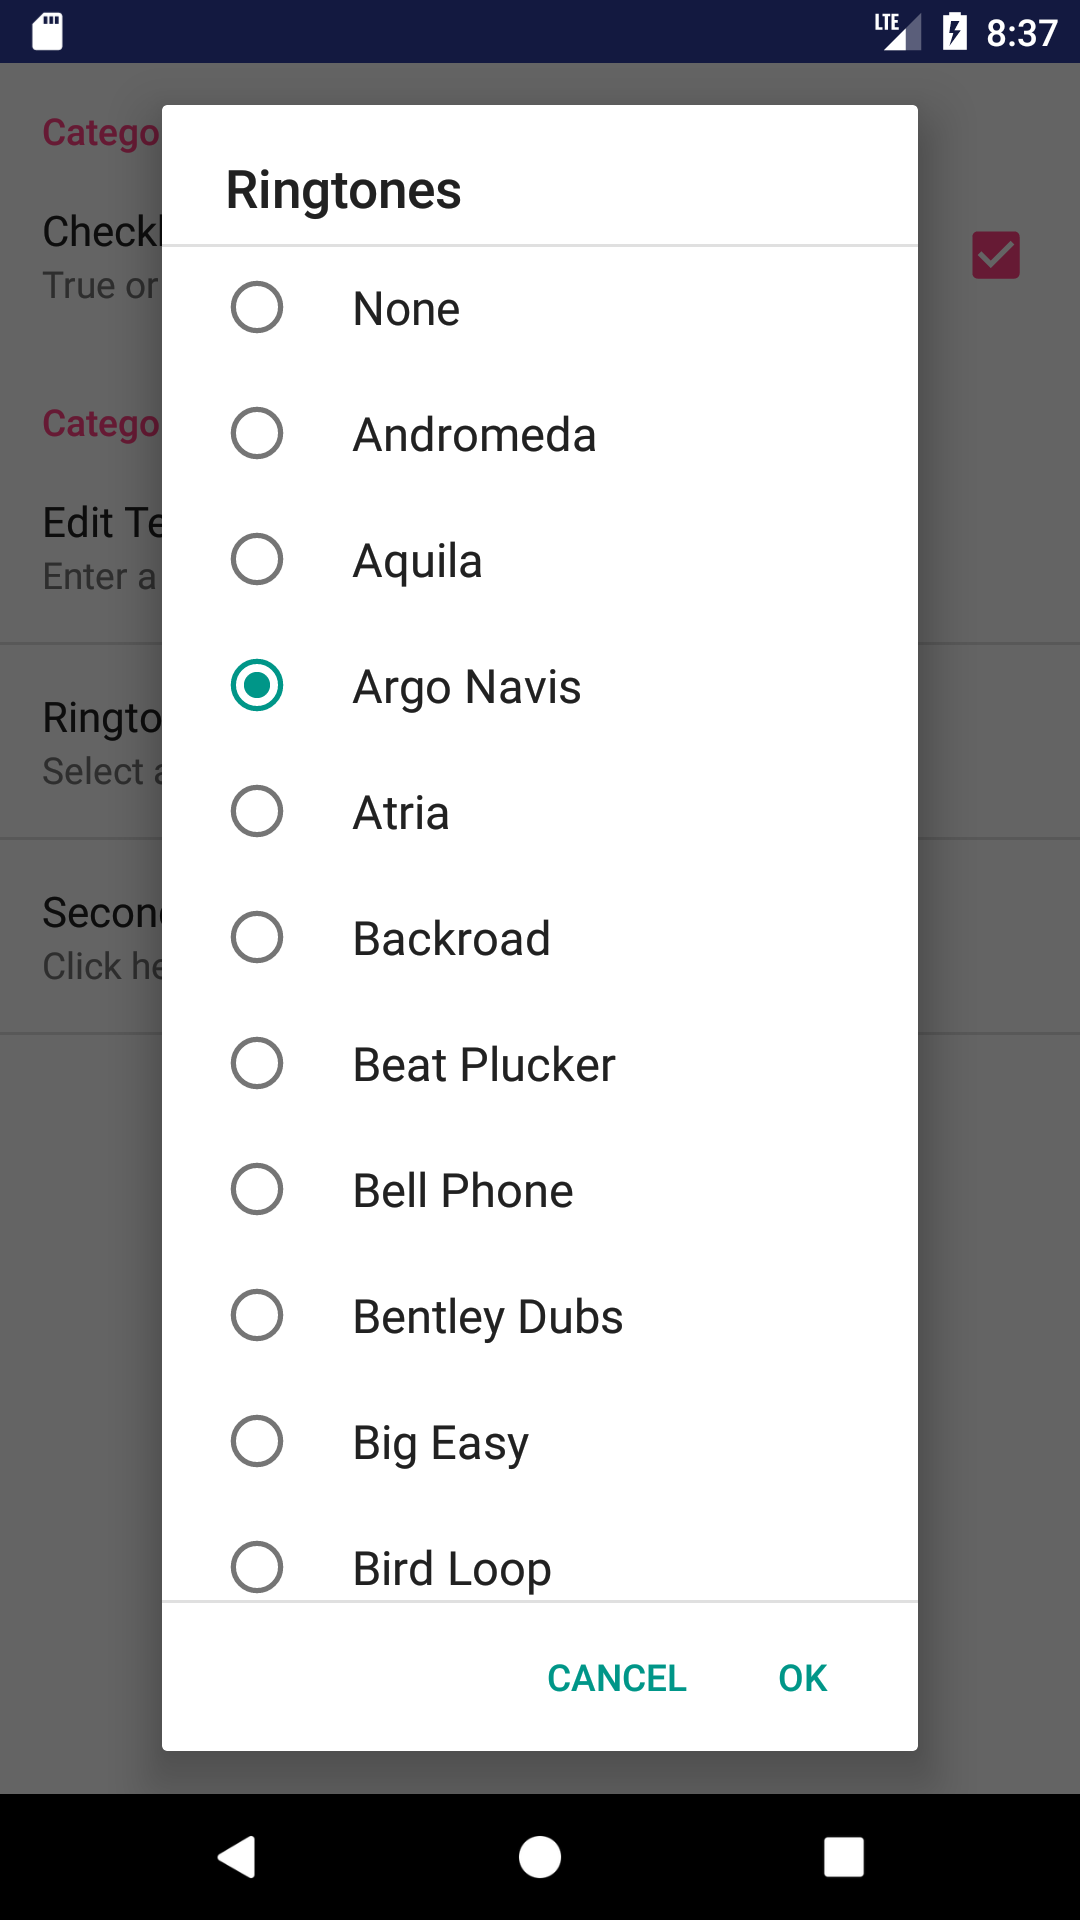 LTE 8:37
Catego
Check
True or
Catego
Edit Te
Enter a
Ringto
Select a
Secon
Click he
Ringtones
None
Andromeda
Aquila
Argo Navis
Atria
Backroad
Beat Plucker
Bell Phone
Bentley Dubs
Big Easy
Bird Loop
CANCEL OK